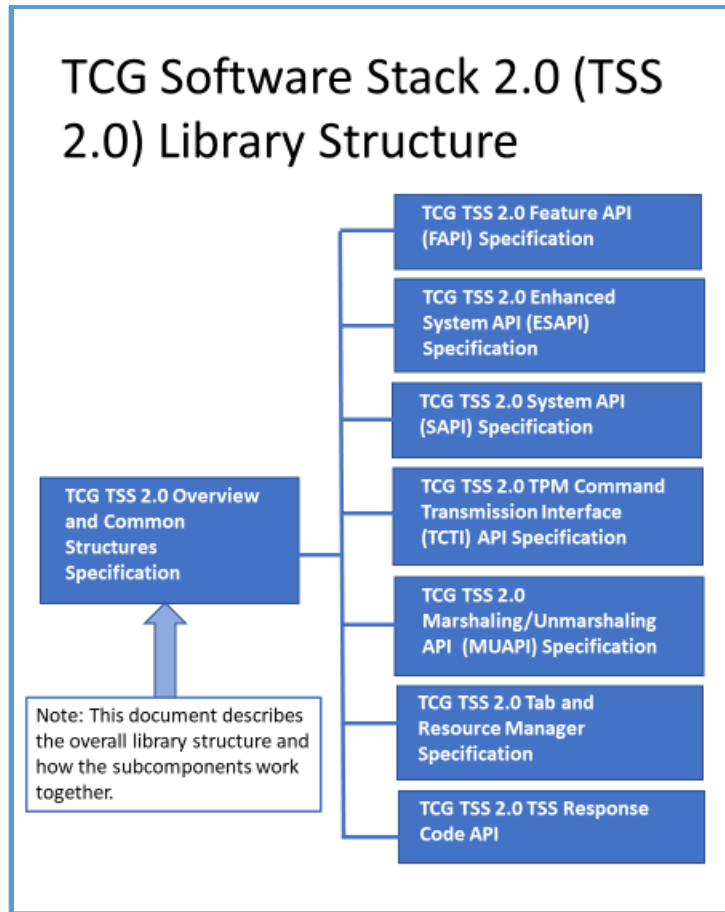 TCG Software Stack 2.0 (TSS
2.0) Library Structure
TCG TSS 2.0 Feature API
(FAPI) Specification
TCG TSS 2.0 Enhanced
System API (ESAPI)
Specification
TCG TSS 2.0 System API
(SAPI) Specification
TCG TSS 2.0 Overview
and Common
Structures
Specification
TCG TSS 2.0 TPM Command
Transmission Interface
(TCTI) API Specification
TCG TSS 2.0
Marshaling/Unmarshaling
API (MUAPI) Specification
Note: This document describes
the overall library structure and
how the subcomponents work
together.
TCG TSS 2.0 Tab and
Resource Manager
Specification
TCG TSS 2.0 TSS Response
Code API